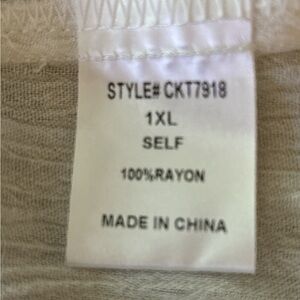 STYLE# CKT7918
1XL
SELF
100%RAYON
MADE IN CHINA